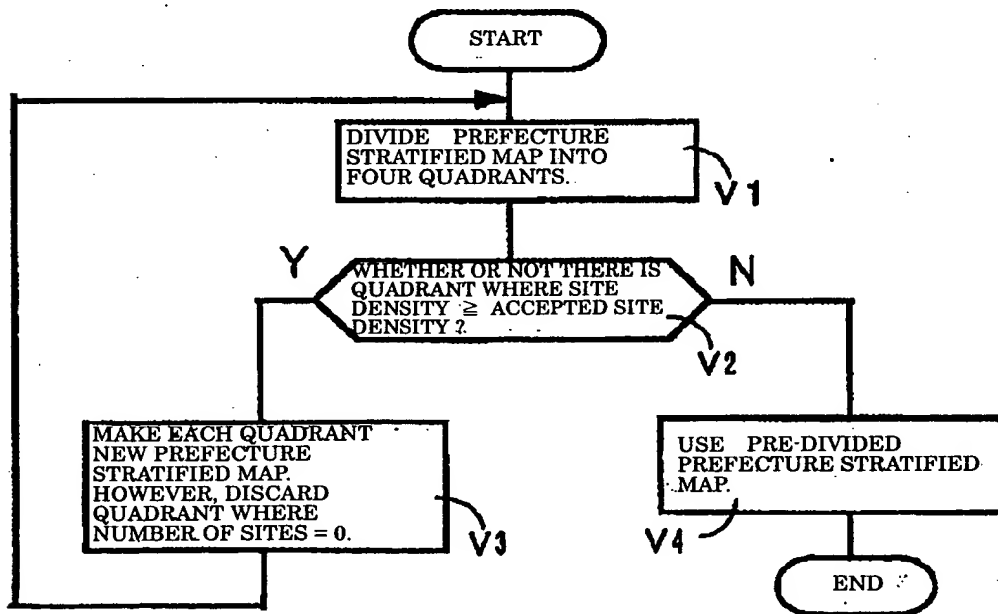 START
DIVIDE PREFECTURE
STRATIFIED MAP INTO
FOUR QUADRANTS.
V1
Y
WHETHER OR NOT THERE IS
QUADRANT WHERE SITE
DENSITY ≧ ACCEPTED SITE
DENSITY ?
N
V2
MAKE EACH QUADRANT
NEW PREFECTURE
STRATIFIED MAP.
HOWEVER, DISCARD
QUADRANT WHERE
NUMBER OF SITES = 0.
V3
USE PRE-DIVIDED
PREFECTURE STRATIFIED
MAP.
V4
END